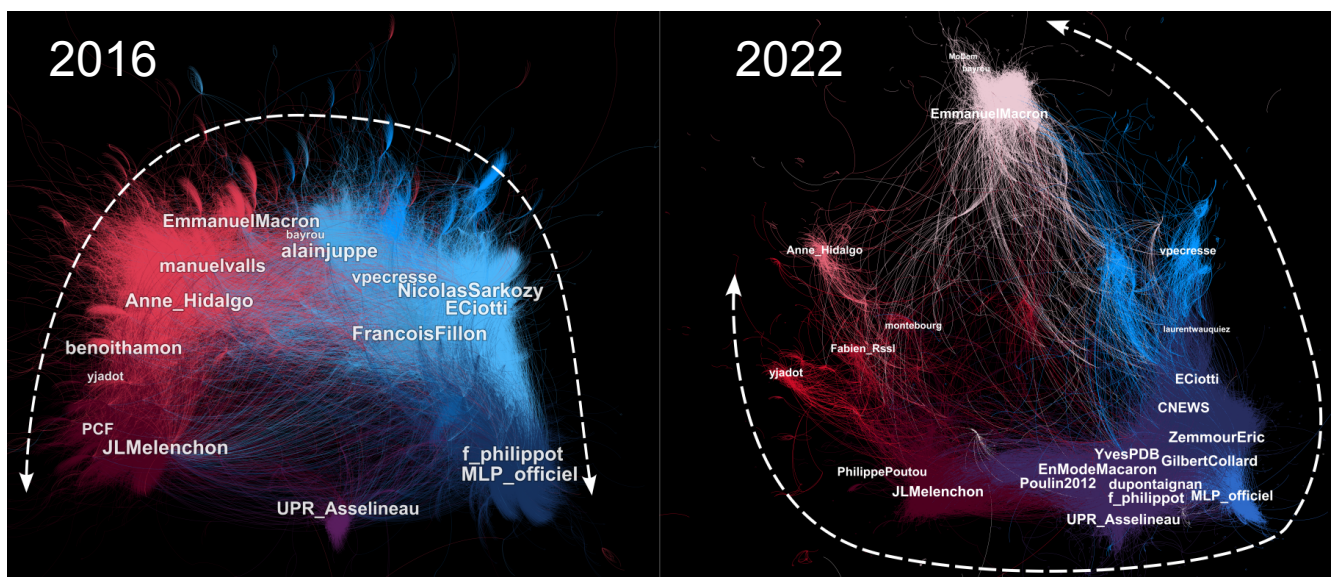 2016
EmmanuelMacron
bayrou
alainjuppe
manuelvalls
vpecresse
NicolasSarkozy
Anne_Hidalgo
ECiotti
FrancoisFillon
benoithamon
yjadot
PCF
JLMelenchon
f_philippot
MLP_officiel
UPR_Asselineau
2022
MoDem
bayrou
EmmanuelMacron
Anne_Hidalgo
vpecresse
montebourg
laurentwauquiez
Fabien_Rssl
yjadot
ECiotti
CNEWS
ZemmourEric
YvesPDB
GilbertCollard
EnModeMacaron
PhilippePoutou
Poulin2012
dupontaignan
JLMelenchon
f_philippot
MLP_officiel
UPR_Asselineau